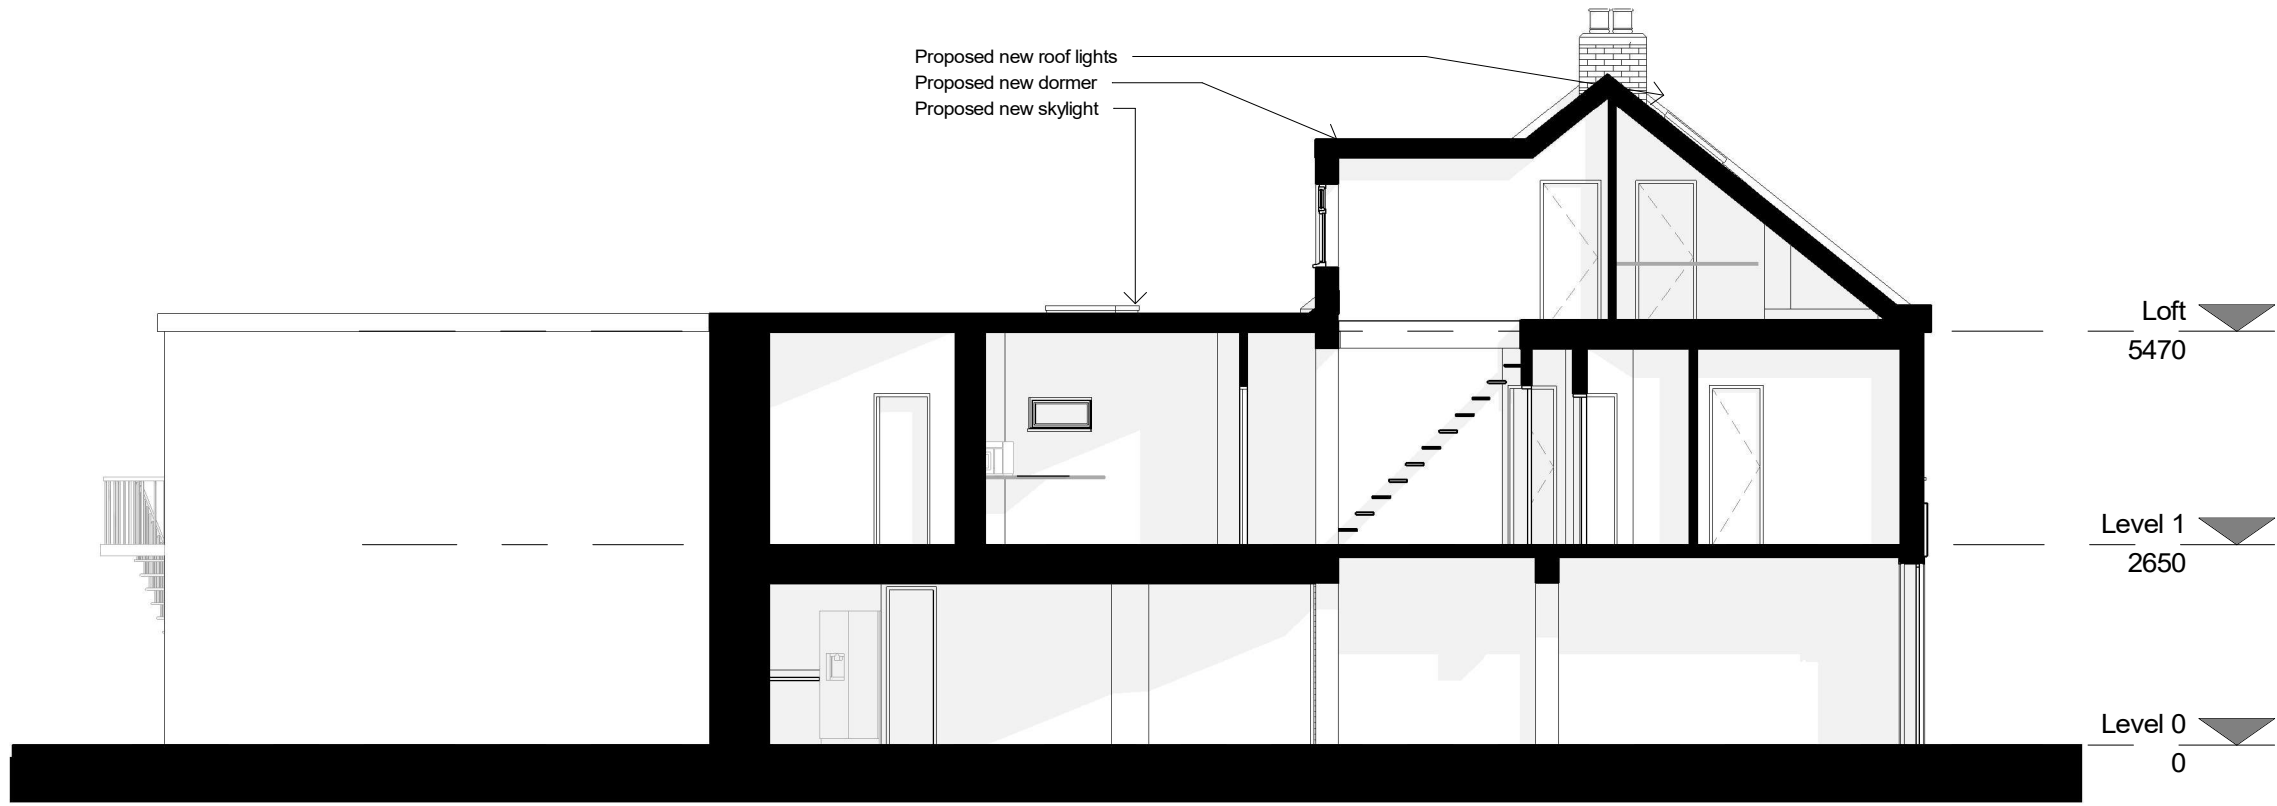 Proposed new roof lights
Proposed new dormer
Proposed new skylight
Loft
5470
Level 1
2650
Level 0
0